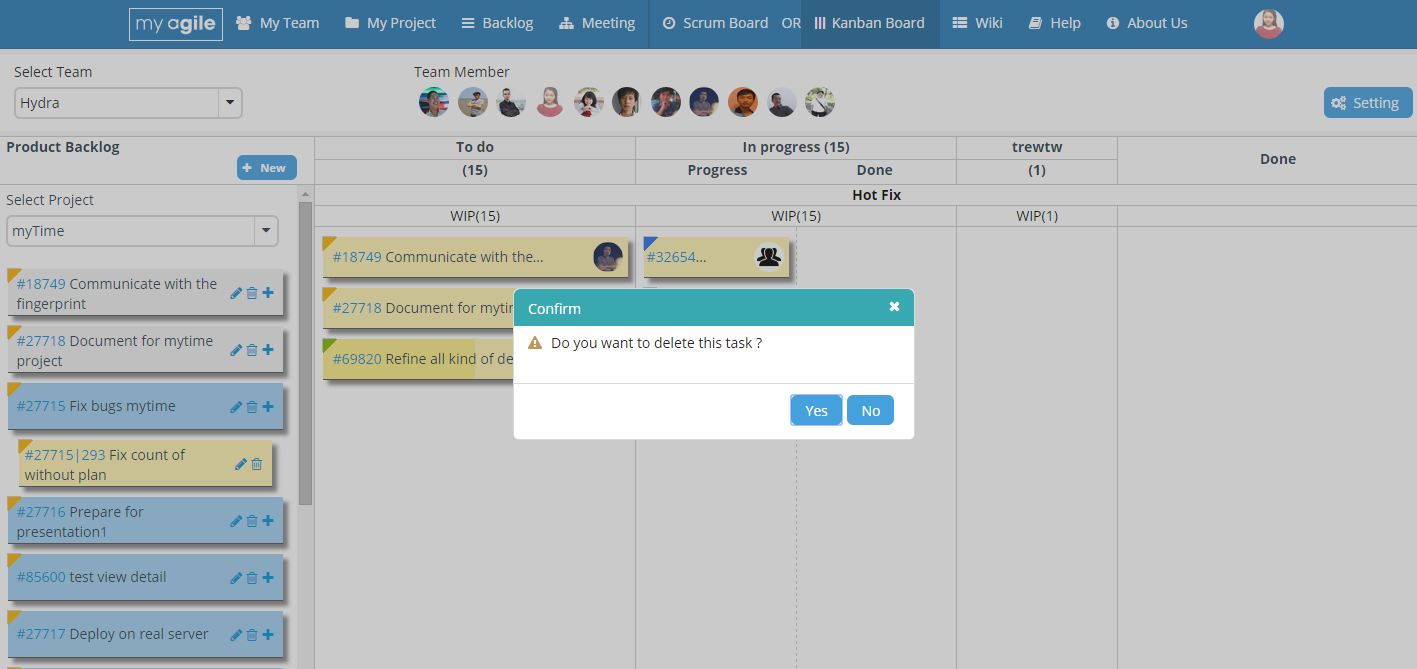 my agile
My Team
My Project
Backlog
Meeting
Scrum Board
OR
Kanban Board
Wiki
Help
About Us
Select Team
Hydra
Team Member
Setting
Product Backlog
New
Select Project
myTime
#18749 Communicate with the
fingerprint
#27718 Document for mytime
project
#27715 Fix bugs mytime
#27715|293 Fix count of
without plan
#27716 Prepare for
presentation1
#85600 test view detail
#27717 Deploy on real server
To do
(15)
In progress (15)
Progress
Done
trewtw
(1)
Done
Hot Fix
WIP(15)
WIP(15)
WIP(1)
#18749 Communicate with the...
#32654...
#27718 Document for mytim
#69820 Refine all kind of de
Confirm
Do you want to delete this task ?
Yes
No